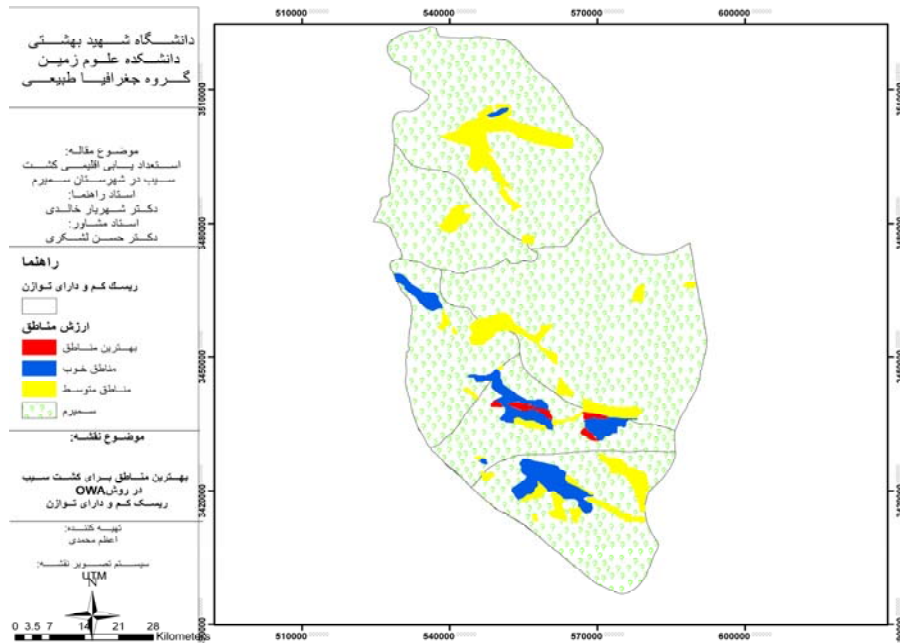 دانشگاه شهید بهشتی
دانشکده علوم زمین
گروه جغرافیا طبیعی
موضوع مقاله:
استعداد یابی اقلیمی کشت
سیب در شهرستان سمیرم
استاد راهنما:
دکتر شهریار خالدی
استاد مشاور:
دکتر حسن لشکری
راهنما
ریسک کم و دارای توازن
ارزش مناطق
بهترین مناطق
مناطق خوب
مناطق متوسط
سمیرم
موضوع نقشه:
بهترین مناطق برای کشت سیب
در روش OWA
ریسک کم و دارای توازن
تهیه کننده:
اعظم محمدی
سیستم تصویر نقشه:
UTM
N
0 3.5 7 14 21 28
Kilometers
510000 540000 570000 600000
3510000
3480000
3450000
3420000
510000 540000 570000 600000